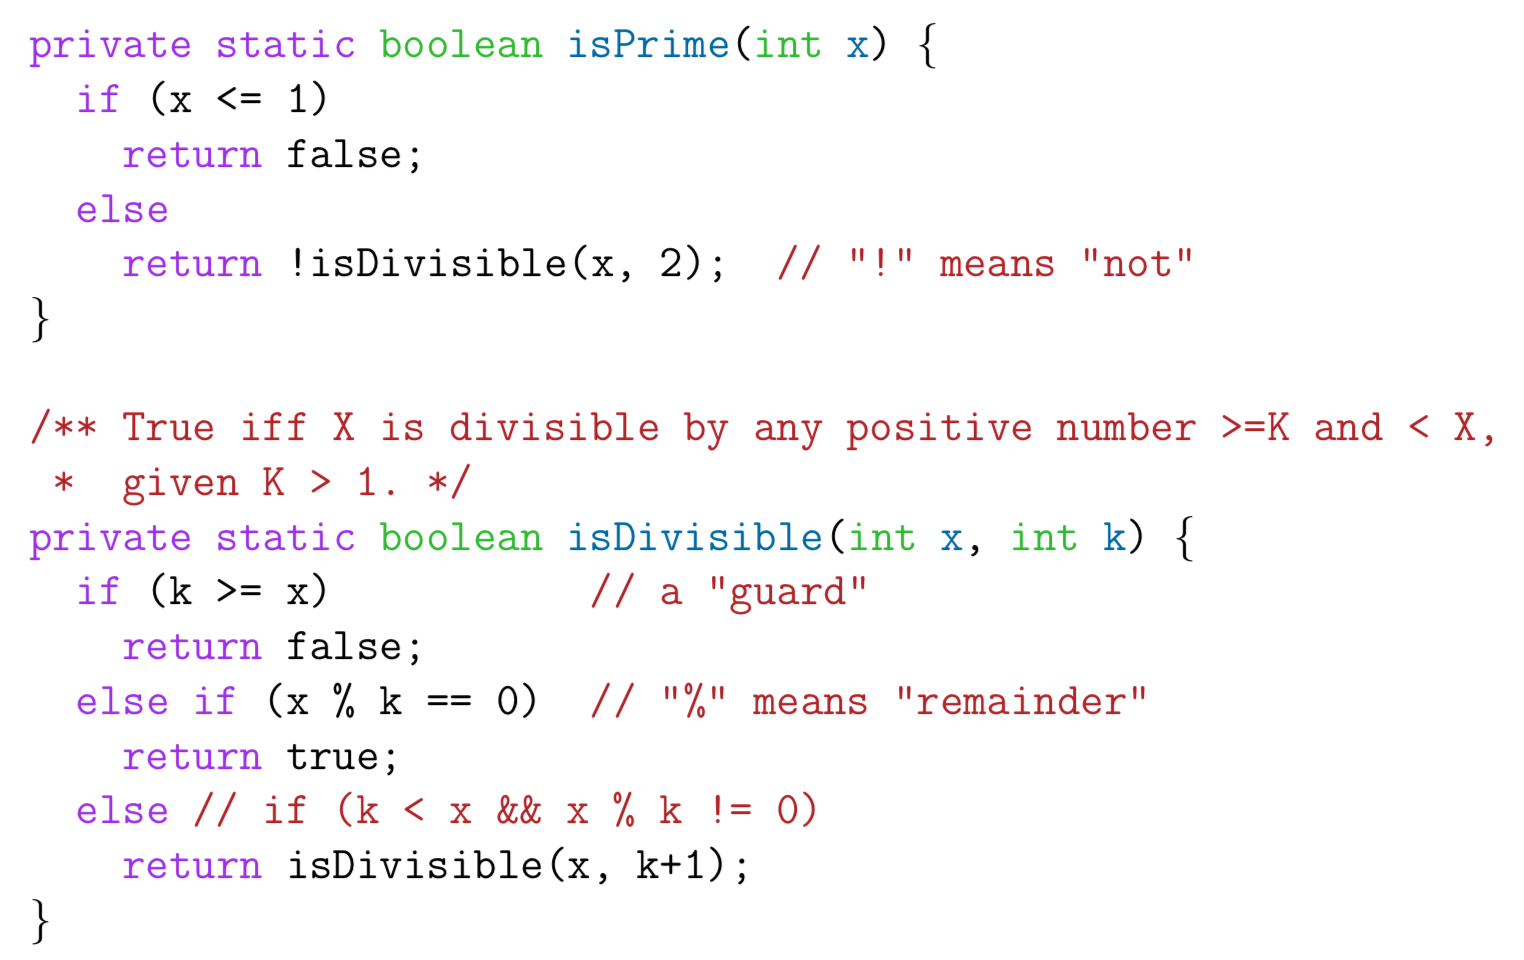 private static boolean isPrime(int x) {
  if (x <= 1)
    return false;
  else
    return !isDivisible(x, 2);  // "!" means "not"
}

/** True iff X is divisible by any positive number >=K and < X,
 *  given K > 1. */
private static boolean isDivisible(int x, int k) {
  if (k >= x)           // a "guard"
    return false;
  else if (x % k == 0)  // "%" means "remainder"
    return true;
  else // if (k < x && x % k != 0)
    return isDivisible(x, k+1);
}